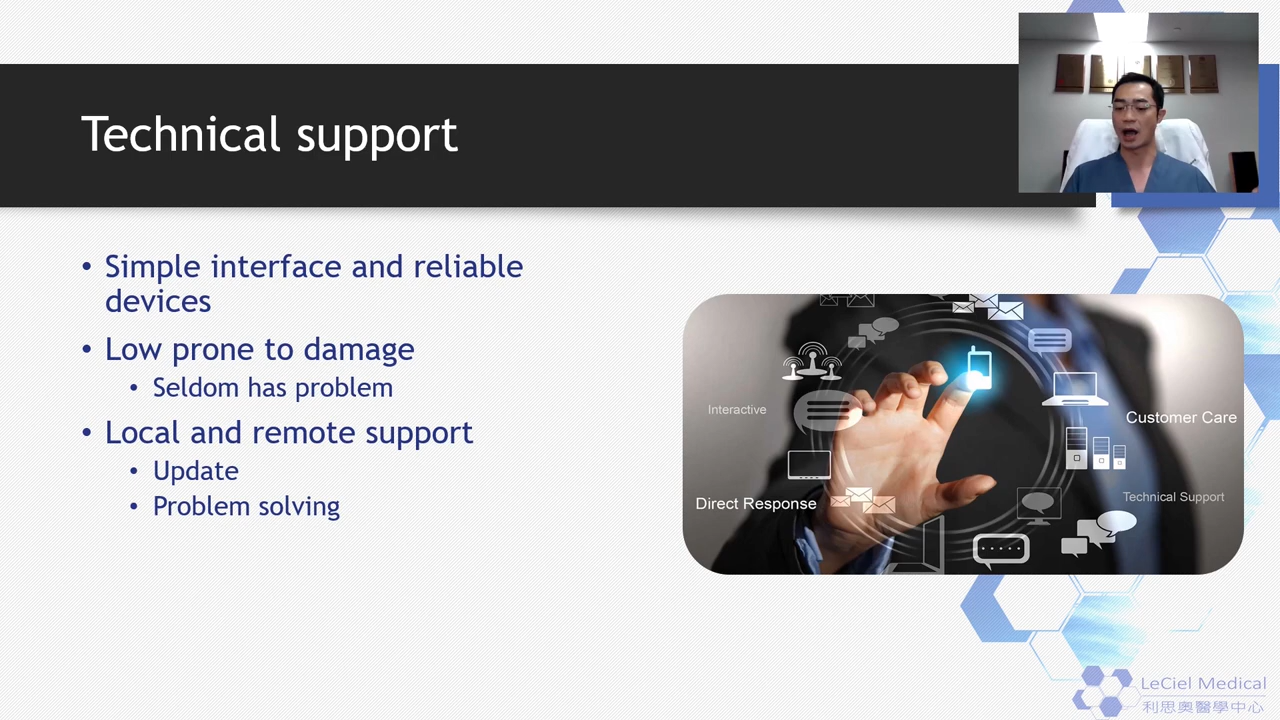 Technical support
• Simple interface and reliable
devices
• Low prone to damage
• Seldom has problem
• Local and remote support
• Update
• Problem solving
Interactive
Customer Care
Direct Response
Technical Support
LeCiel Medical
利思奧醫學中心